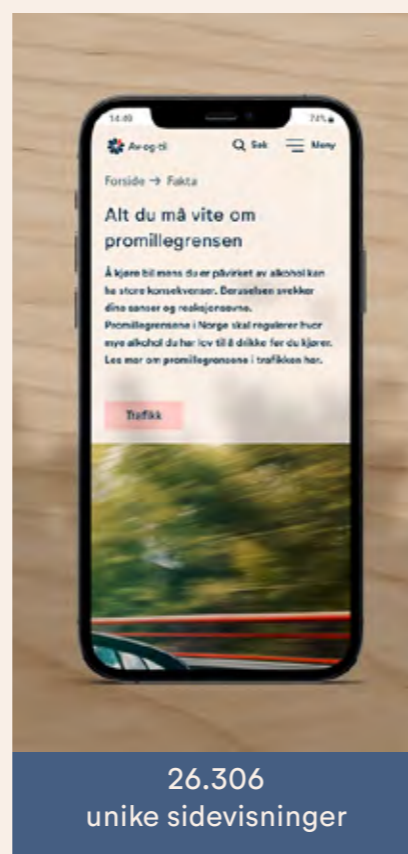 14:49
74%
Av-og-til
Søk
Meny
Forside → Fakta
Alt du må vite om
promillegrensen
Å kjøre bil mens du er påvirket av alkohol kan
ha store konsekvenser. Beruselsen svekker
dine sanser og reaksjonsevne.
Promillegrensene i Norge skal regulerer hvor
mye alkohol du har lov til å drikke før du kjører.
Les mer om promillegrensene i trafikken her.
Trafikk
26.306
unike sidevisninger